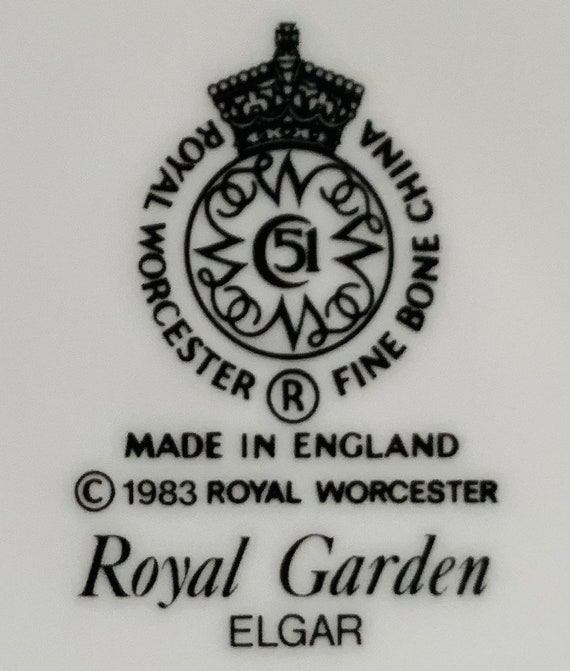 ROYAL WORCESTER
FINE BONE CHINA
C 51
®
MADE IN ENGLAND
© 1983 ROYAL WORCESTER
Royal Garden
ELGAR